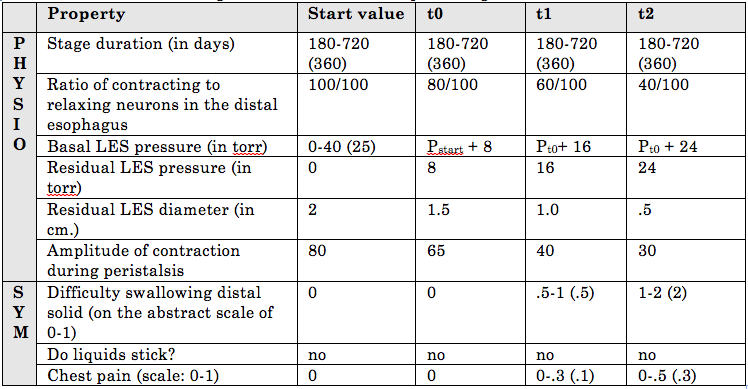 Property Start value t0 t1 t2
P Stage duration (in days) 180-720 180-720 180-720 180-720
H (360) (360) (360) (360)
Y Ratio of contracting to 100/100 80/100 60/100 40/100
S relaxing neurons in the distal
I esophagus
O Basal LES pressure (in torr) 0-40 (25) Pstart + 8 Pt0+ 16 Pt0 + 24
Residual LES pressure (in 0 8 16 24
torr)
Residual LES diameter (in 2 1.5 1.0 .5
cm.)
Amplitude of contraction 80 65 40 30
during peristalsis
S Difficulty swallowing distal 0 0 .5-1 (.5) 1-2 (2)
Y solid (on the abstract scale of
M 0-1)
Do liquids stick? no no no no
Chest pain (scale: 0-1) 0 0 0-.3 (.1) 0-.5 (.3)